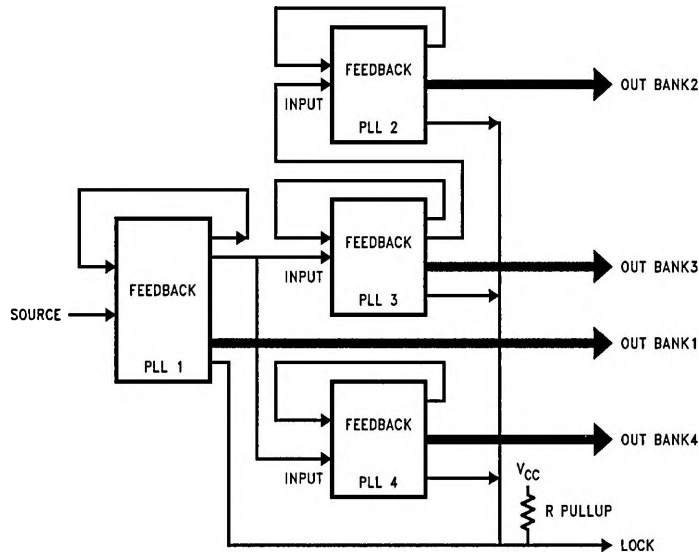 FEEDBACK
INPUT
PLL 2
OUT BANK2
FEEDBACK
INPUT
PLL 3
OUT BANK3
SOURCE
FEEDBACK
PLL 1
OUT BANK1
FEEDBACK
INPUT
PLL 4
OUT BANK4
VCC
R PULLUP
LOCK